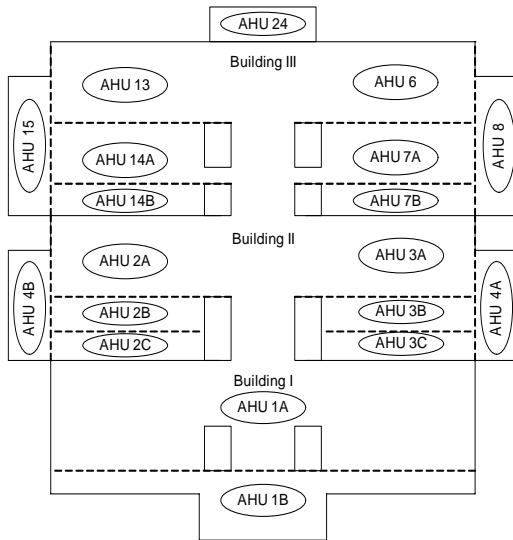 AHU 24
Building III
AHU 13
AHU 6
AHU 15
AHU 8
AHU 14A
AHU 7A
AHU 14B
AHU 7B
Building II
AHU 2A
AHU 3A
AHU 4B
AHU 4A
AHU 2B
AHU 3B
AHU 2C
AHU 3C
Building I
AHU 1A
AHU 1B